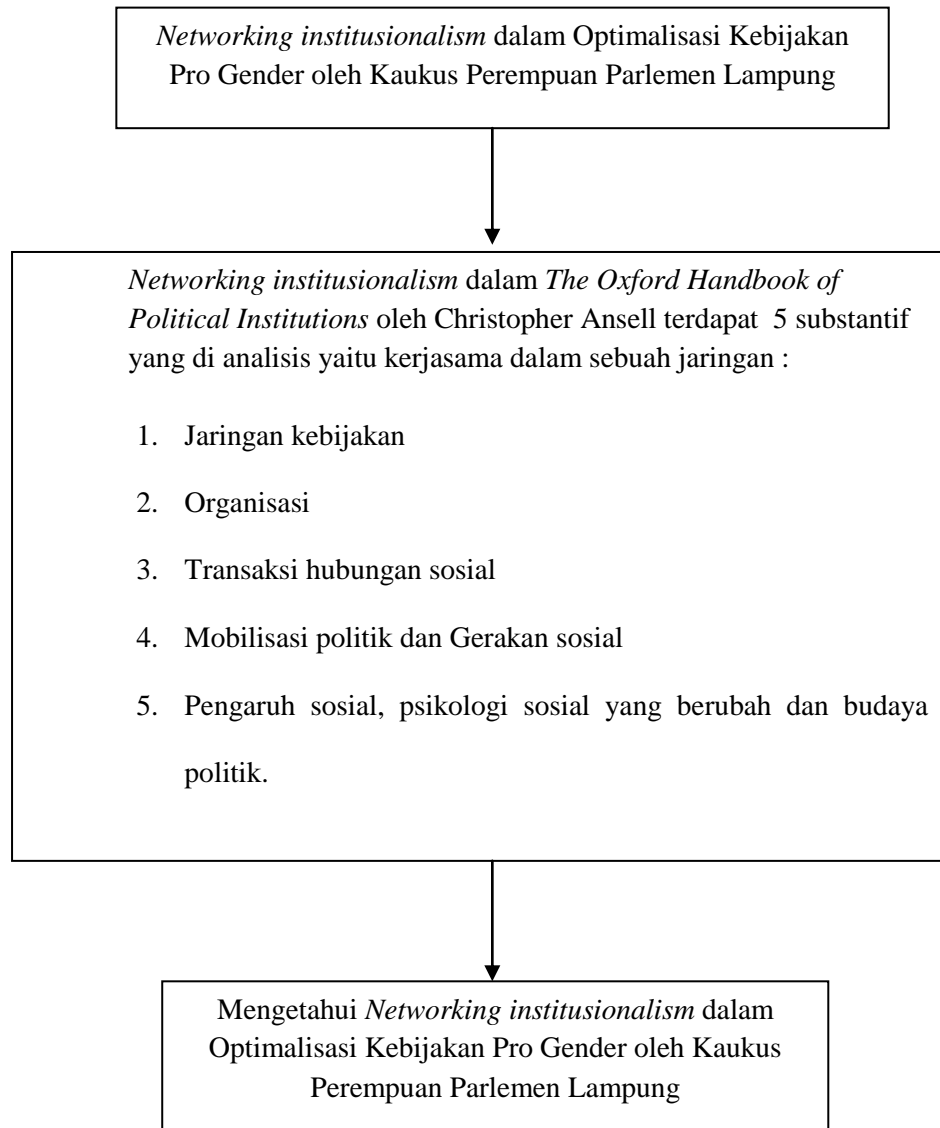 Networking institusionalism dalam Optimalisasi Kebijakan
Pro Gender oleh Kaukus Perempuan Parlemen Lampung
Networking institusionalism dalam The Oxford Handbook of
Political Institutions oleh Christopher Ansell terdapat 5 substantif
yang di analisis yaitu kerjasama dalam sebuah jaringan :
1. Jaringan kebijakan
2. Organisasi
3. Transaksi hubungan sosial
4. Mobilisasi politik dan Gerakan sosial
5. Pengaruh sosial, psikologi sosial yang berubah dan budaya
politik.
Mengetahui Networking institusionalism dalam
Optimalisasi Kebijakan Pro Gender oleh Kaukus
Perempuan Parlemen Lampung